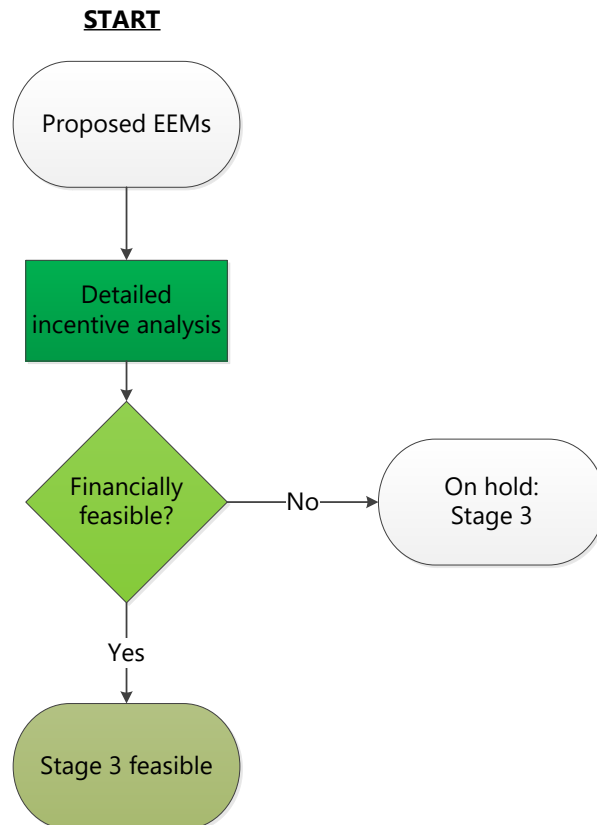 START
Proposed EEMs
Detailed
incentive analysis
Financially
feasible?
No
On hold:
Stage 3
Yes
Stage 3 feasible